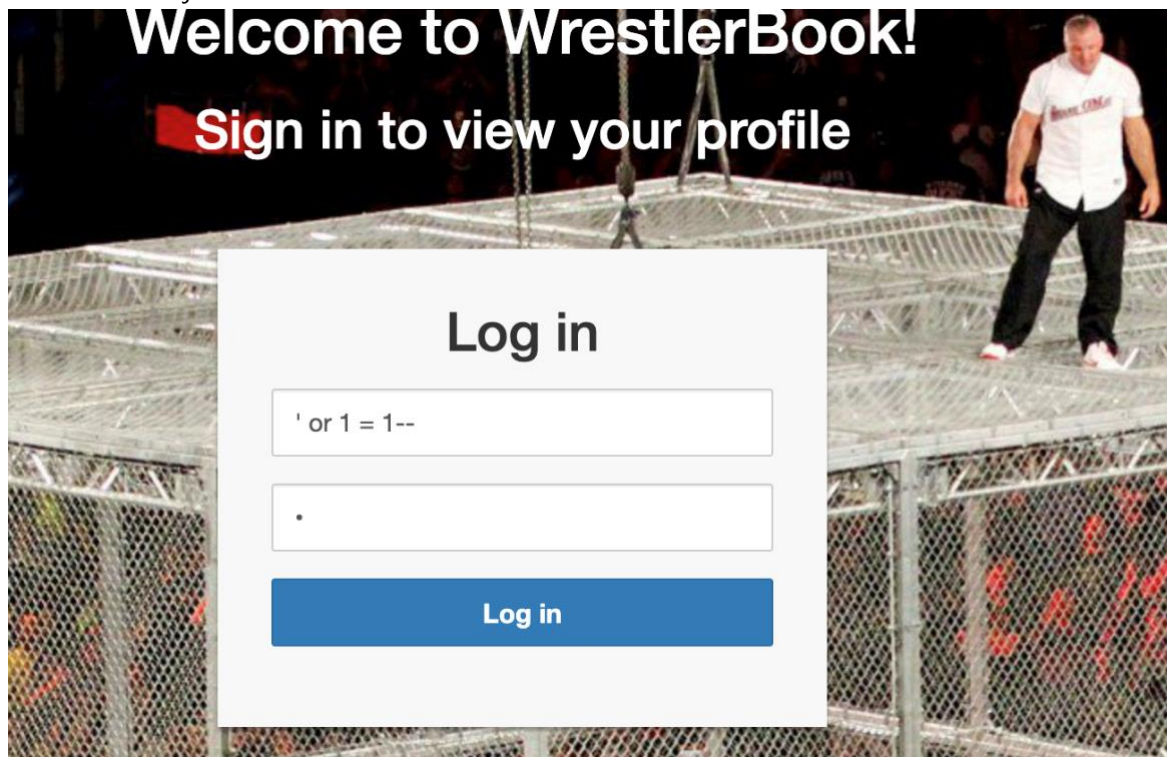 Welcome to WrestlerBook!
Sign in to view your profile
Log in
' or 1 = 1--
•
Log in